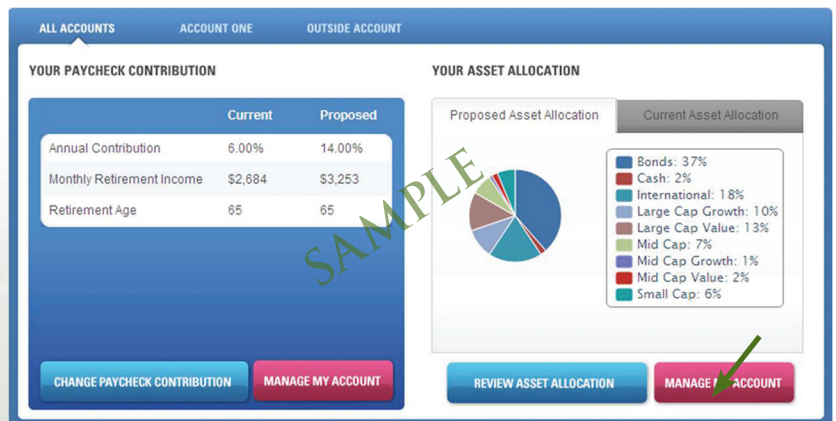 ALL ACCOUNTS ACCOUNT ONE OUTSIDE ACCOUNT
YOUR PAYCHECK CONTRIBUTION
Current Proposed
Annual Contribution 6.00% 14.00%
Monthly Retirement Income $2,684 $3,253
Retirement Age 65 65
CHANGE PAYCHECK CONTRIBUTION MANAGE MY ACCOUNT
YOUR ASSET ALLOCATION
Proposed Asset Allocation Current Asset Allocation
Bonds: 37%
Cash: 2%
International: 18%
Large Cap Growth: 10%
Large Cap Value: 13%
Mid Cap: 7%
Mid Cap Growth: 1%
Mid Cap Value: 2%
Small Cap: 6%
REVIEW ASSET ALLOCATION MANAGE MY ACCOUNT
SAMPLE